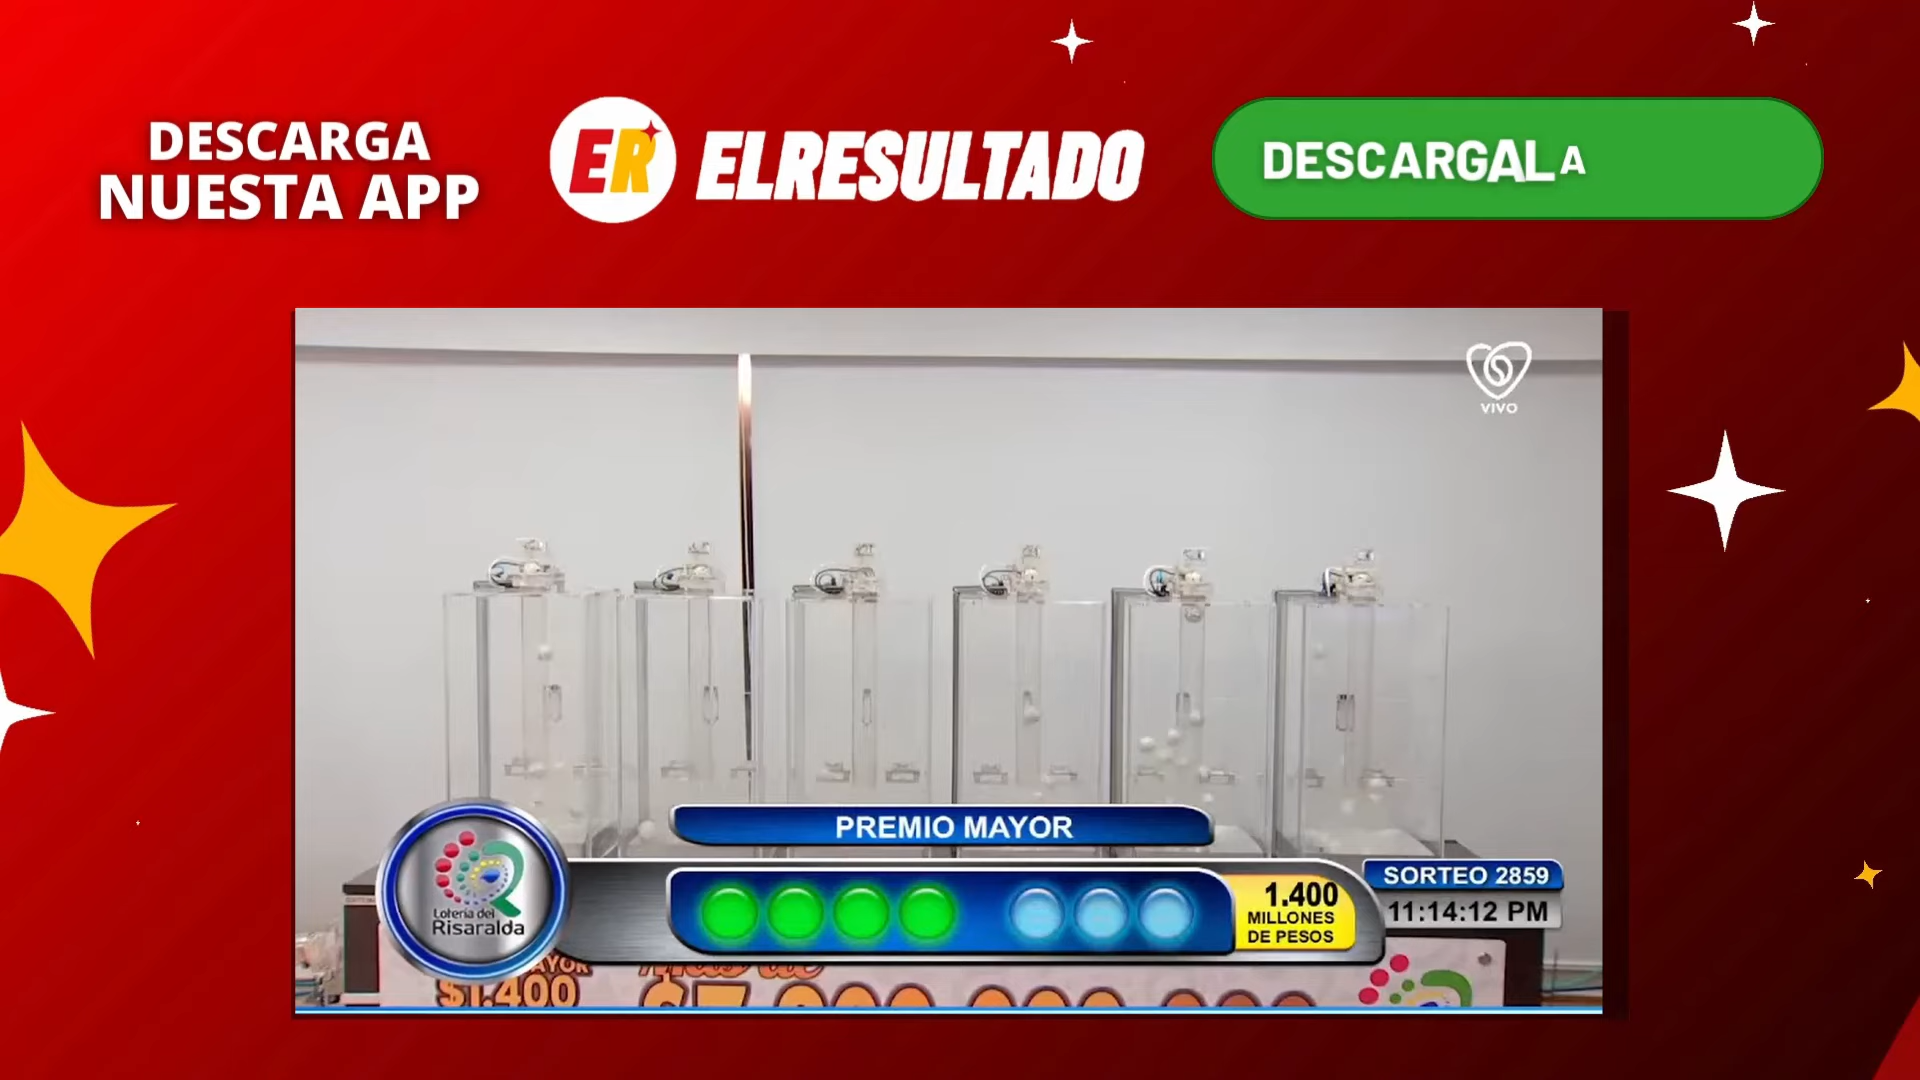 DESCARGA
NUESTA APP
ER
ELRESULTADO
DESCARGALA
VIVO
PREMIO MAYOR
1.400
MILLONES
DE PESOS
SORTEO 2859
11:14:12 PM
Lotería del
Risaralda
AYOR
$1.400